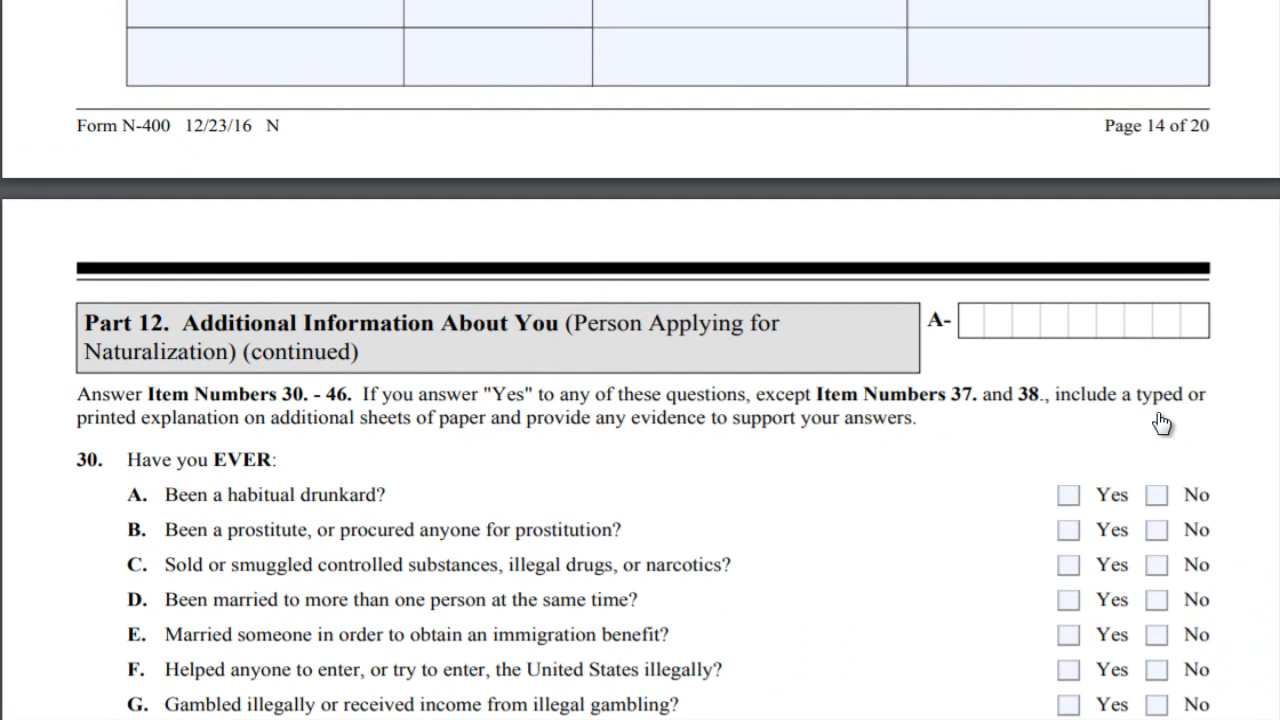 Form N-400 12/23/16 N Page 14 of 20
Part 12. Additional Information About You (Person Applying for
Naturalization) (continued)
A-
Answer Item Numbers 30. - 46. If you answer "Yes" to any of these questions, except Item Numbers 37. and 38., include a typed or
printed explanation on additional sheets of paper and provide any evidence to support your answers.
30. Have you EVER:
A. Been a habitual drunkard? Yes No
B. Been a prostitute, or procured anyone for prostitution? Yes No
C. Sold or smuggled controlled substances, illegal drugs, or narcotics? Yes No
D. Been married to more than one person at the same time? Yes No
E. Married someone in order to obtain an immigration benefit? Yes No
F. Helped anyone to enter, or try to enter, the United States illegally? Yes No
G. Gambled illegally or received income from illegal gambling? Yes No